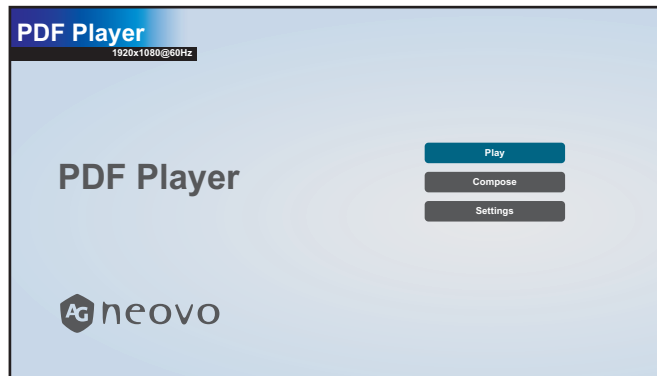 PDF Player
1920x1080@60Hz
PDF Player
Play
Compose
Settings
AG neovo